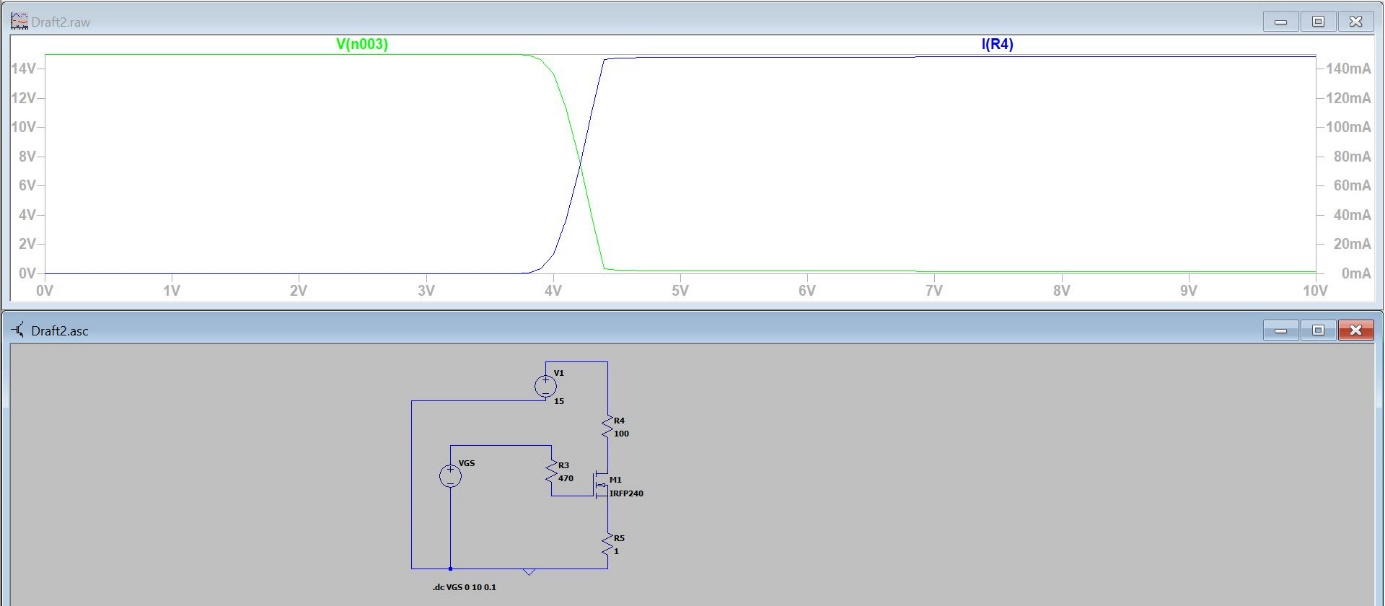 Draft2.raw
V(n003) I(R4)
14V 140mA
12V 120mA
10V 100mA
8V 80mA
6V 60mA
4V 40mA
2V 20mA
0V 0mA
0V 1V 2V 3V 4V 5V 6V 7V 8V 9V 10V
Draft2.asc
V1
15
R4
100
VGS
R3
470
M1
IRFP240
R5
1
.dc VGS 0 10 0.1